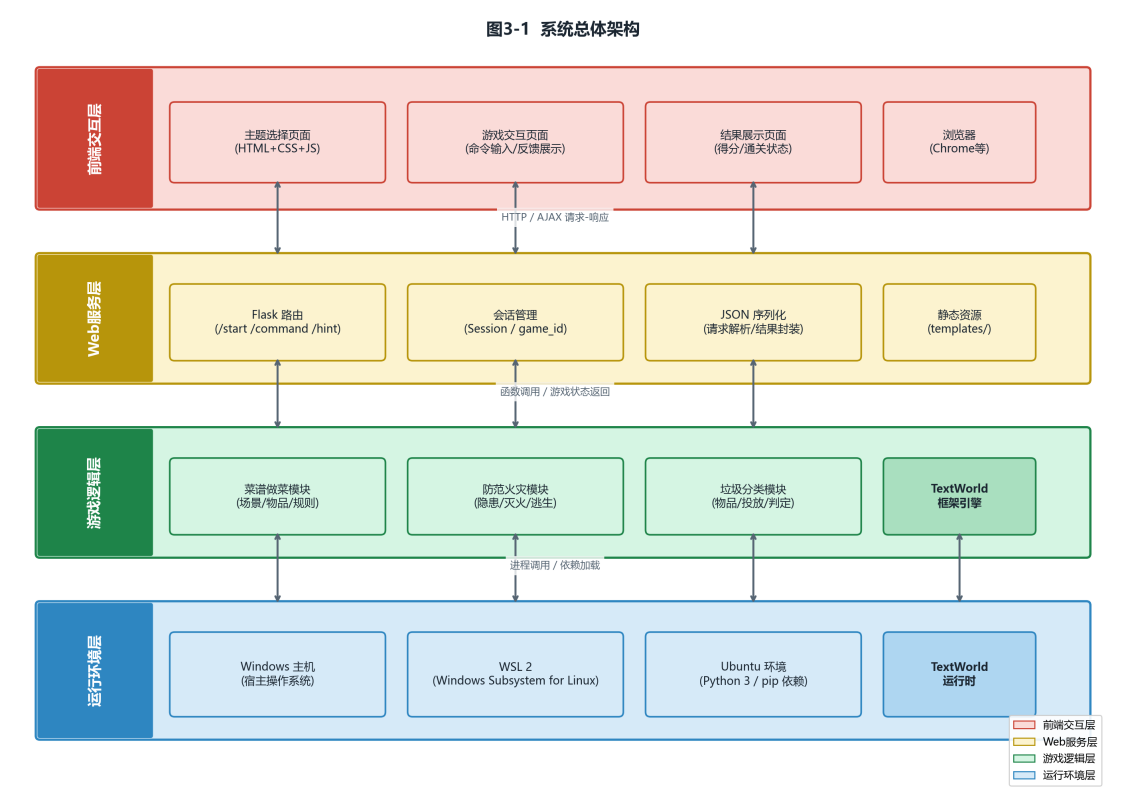 图3-1 系统总体架构
前端交互层
主题选择页面
(HTML+CSS+JS)
游戏交互页面
(命令输入/反馈展示)
结果展示页面
(得分/通关状态)
浏览器
(Chrome等)
HTTP / AJAX 请求-响应
Web服务层
Flask 路由
(/start /command /hint)
会话管理
(Session / game_id)
JSON 序列化
(请求解析/结果封装)
静态资源
(templates/)
函数调用 / 游戏状态返回
游戏逻辑层
菜谱做菜模块
(场景/物品/规则)
防范火灾模块
(隐患/灭火/逃生)
垃圾分类模块
(物品/投放/判定)
TextWorld
框架引擎
进程调用 / 依赖加载
运行环境层
Windows 主机
(宿主操作系统)
WSL 2
(Windows Subsystem for Linux)
Ubuntu 环境
(Python 3 / pip 依赖)
TextWorld
运行时
前端交互层
Web服务层
游戏逻辑层
运行环境层